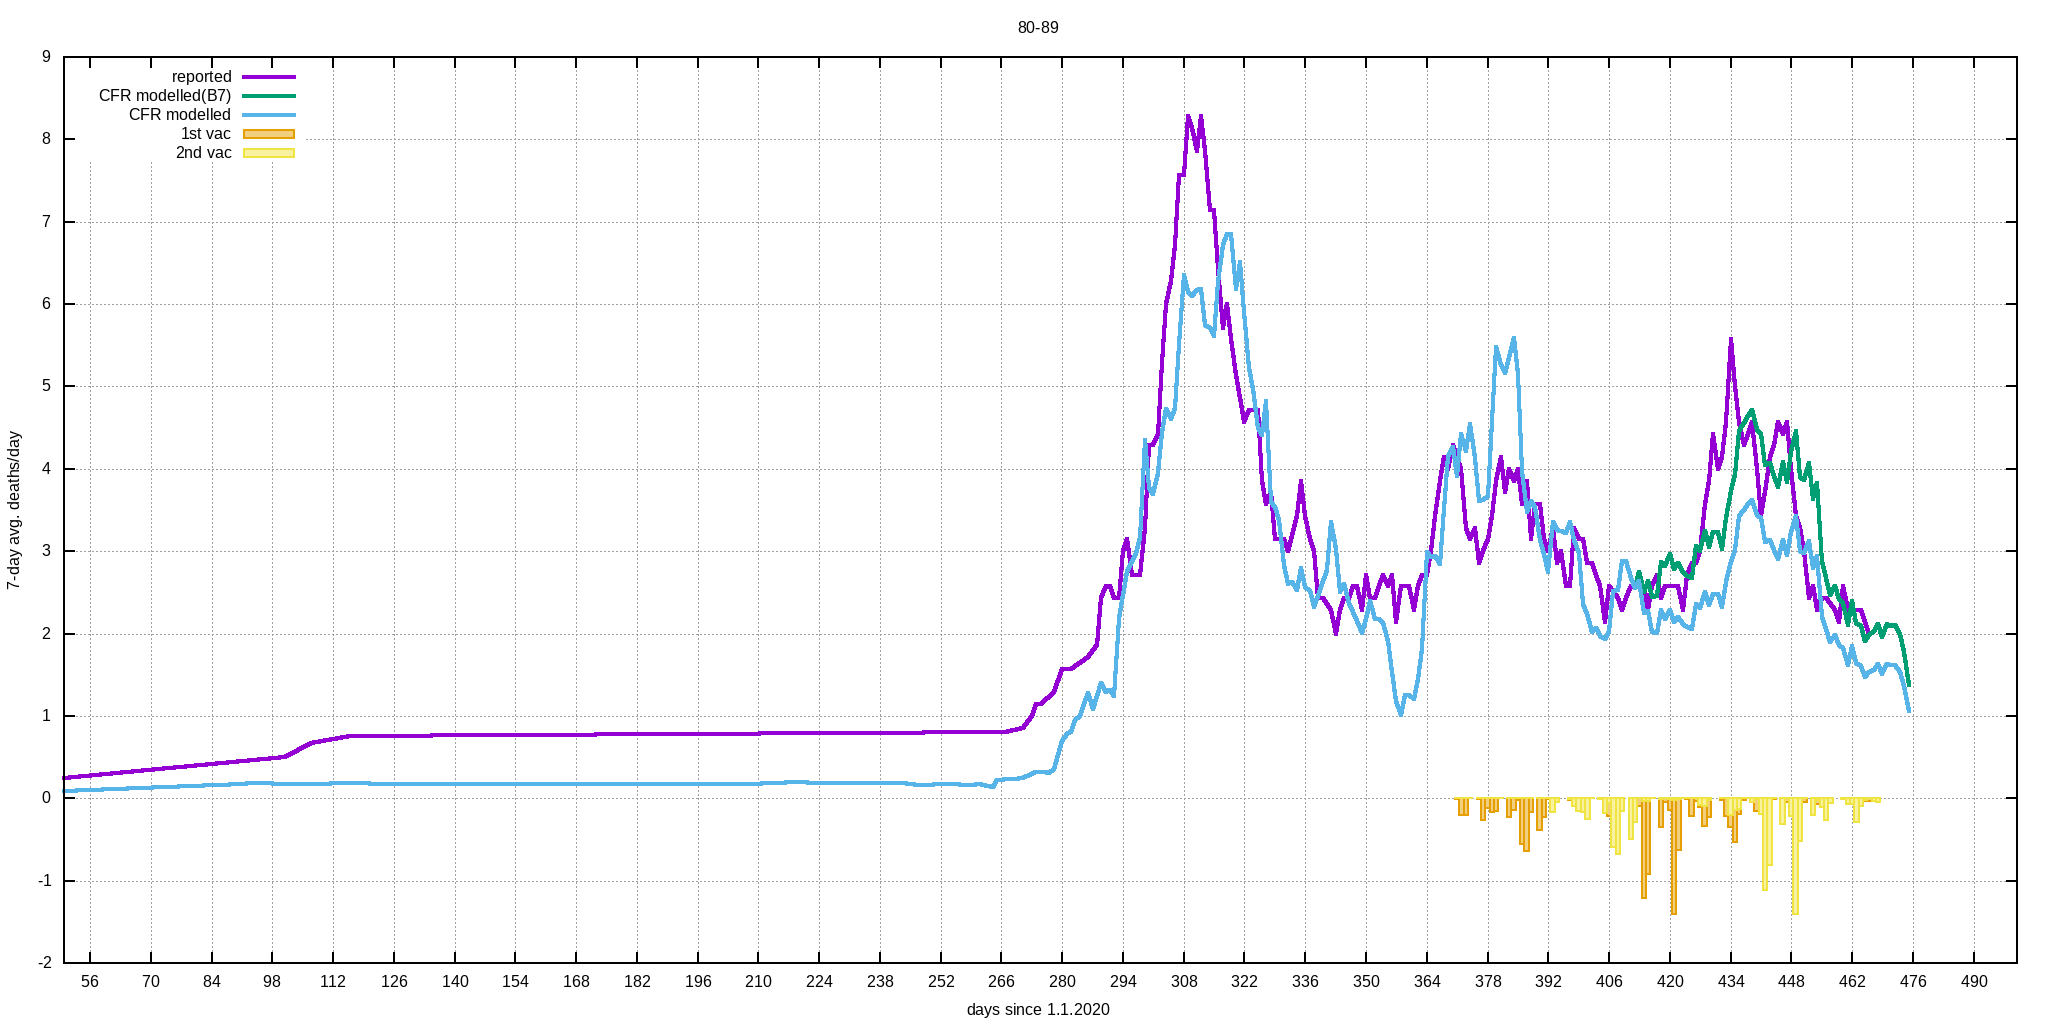 80-89
9
8
7
6
5
4
3
2
1
0
-1
-2
7-day avg. deaths/day
reported
CFR modelled(B7)
CFR modelled
1st vac
2nd vac
56 70 84 98 112 126 140 154 168 182 196 210 224 238 252 266 280 294 308 322 336 350 364 378 392 406 420 434 448 462 476 490
days since 1.1.2020